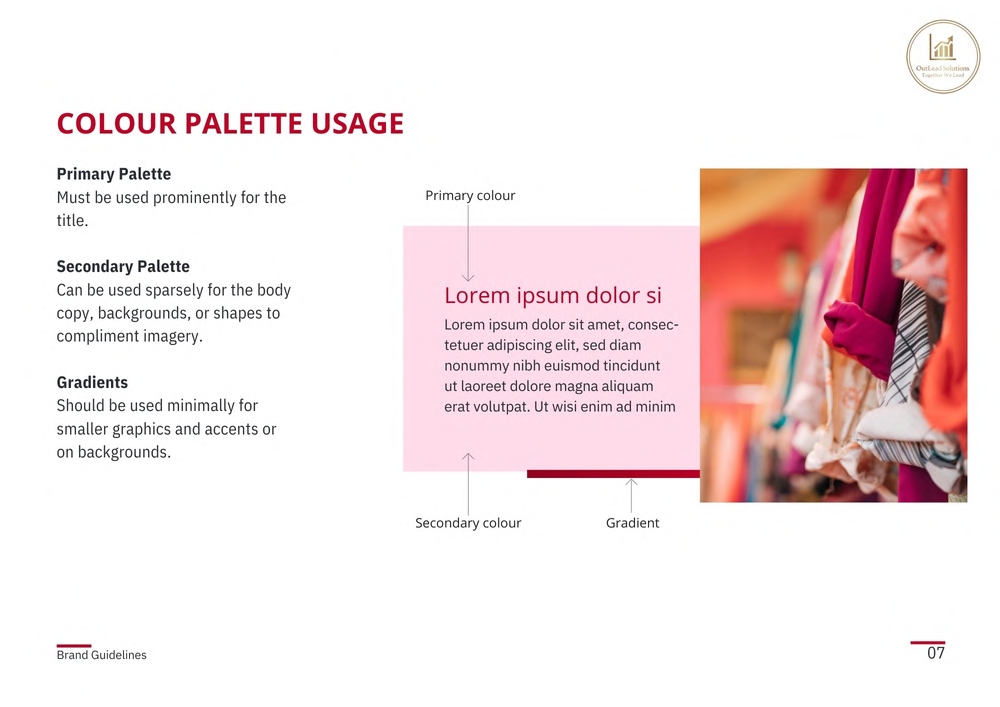 OutLead Solutions
Together We Lead
COLOUR PALETTE USAGE
Primary Palette
Must be used prominently for the
title.
Secondary Palette
Can be used sparsely for the body
copy, backgrounds, or shapes to
compliment imagery.
Gradients
Should be used minimally for
smaller graphics and accents or
on backgrounds.
Primary colour
Lorem ipsum dolor si
Lorem ipsum dolor sit amet, consec-
tetuer adipiscing elit, sed diam
nonummy nibh euismod tincidunt
ut laoreet dolore magna aliquam
erat volutpat. Ut wisi enim ad minim
Secondary colour
Gradient
Brand Guidelines
07